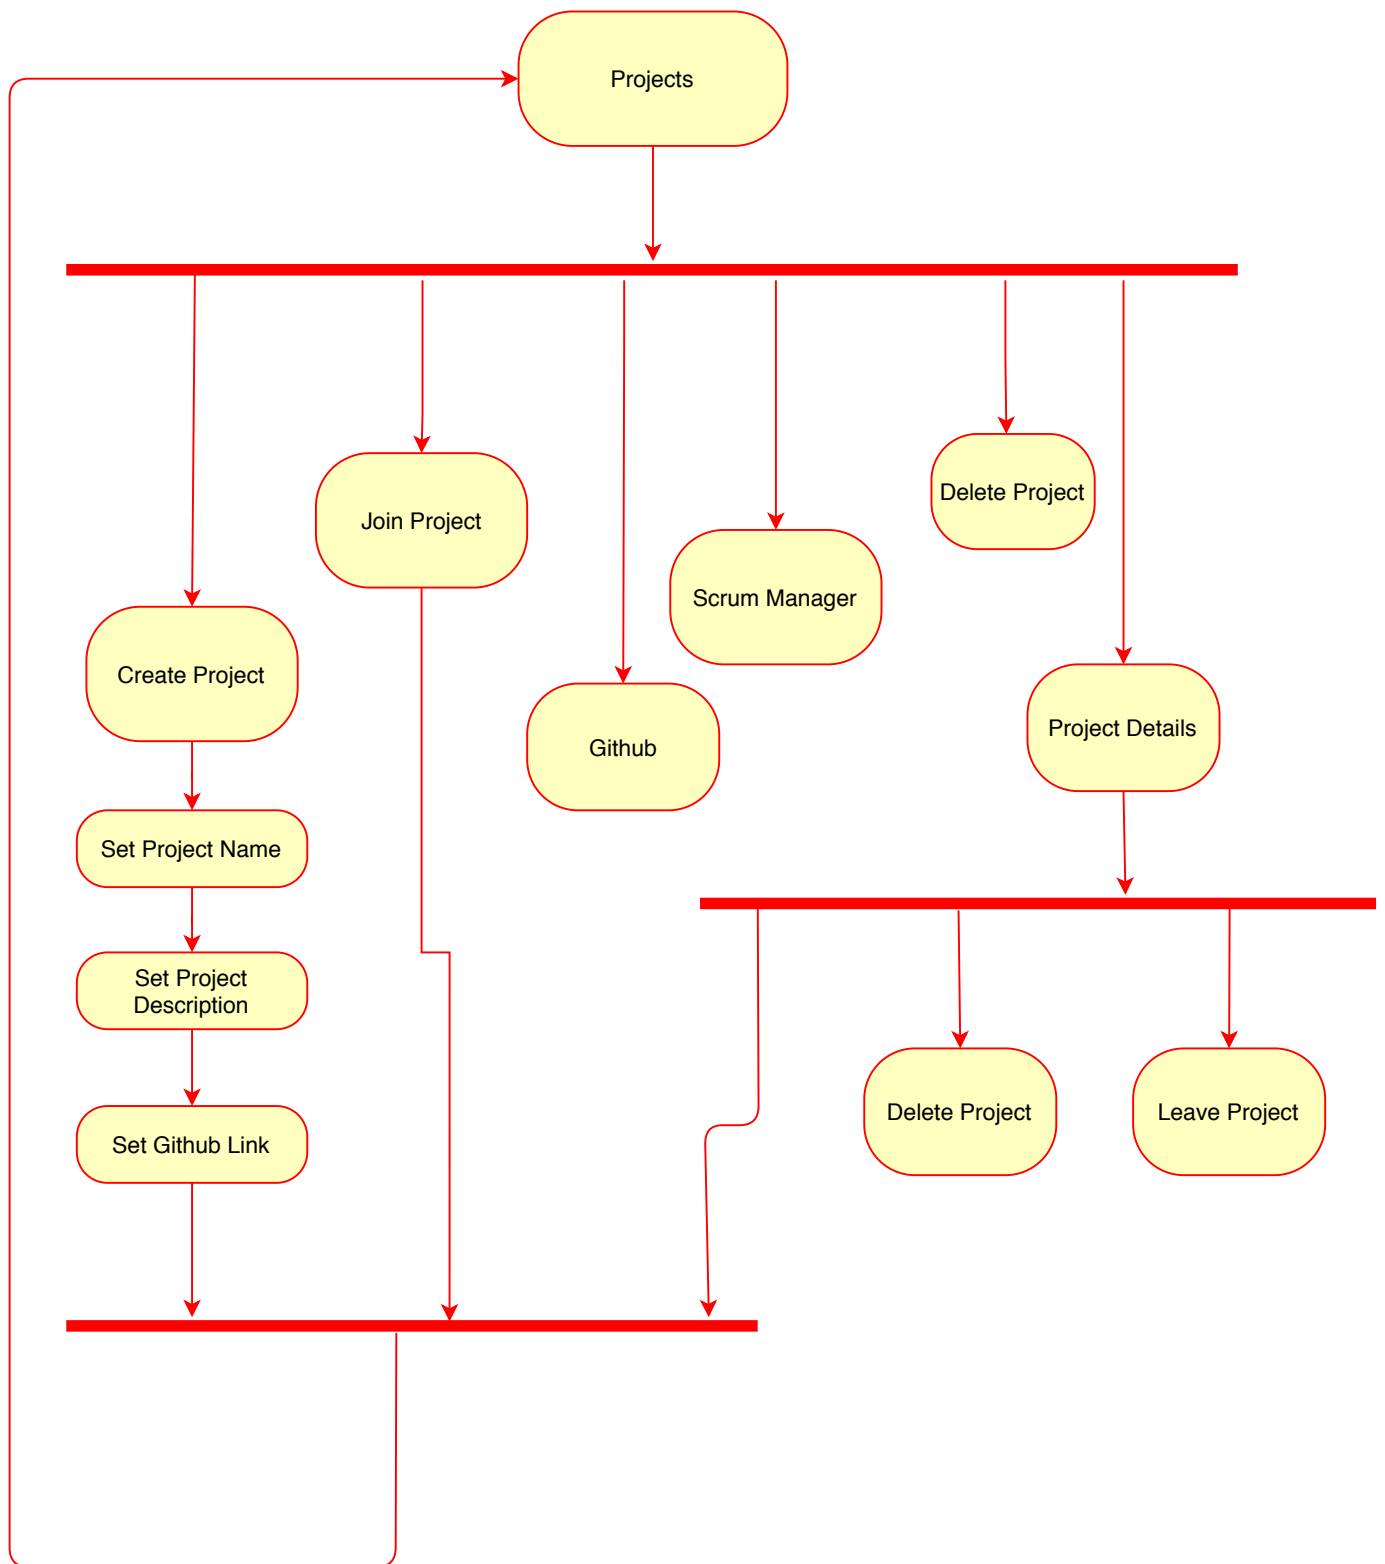 Projects
Delete Project
Join Project
Scrum Manager
Create Project
Github
Project Details
Set Project Name
Set Project
Description
Set Github Link
Delete Project
Leave Project